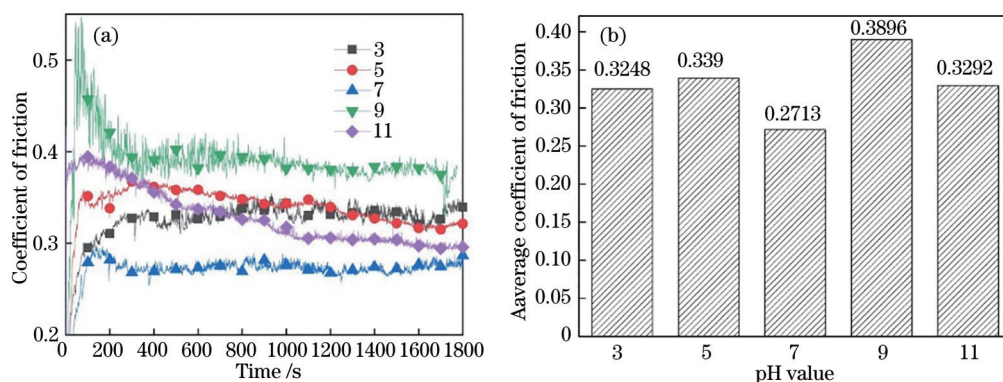 (a)
3
5
7
9
11
0.5
0.4
0.3
0.2
Coefficient of friction
0 200 400 600 800 1000 1200 1400 1600 1800
Time /s
(b)
0.40
0.35
0.30
0.25
0.20
0.15
0.10
0.05
0
Aaverage coefficient of friction
0.3248
0.339
0.2713
0.3896
0.3292
3 5 7 9 11
pH value